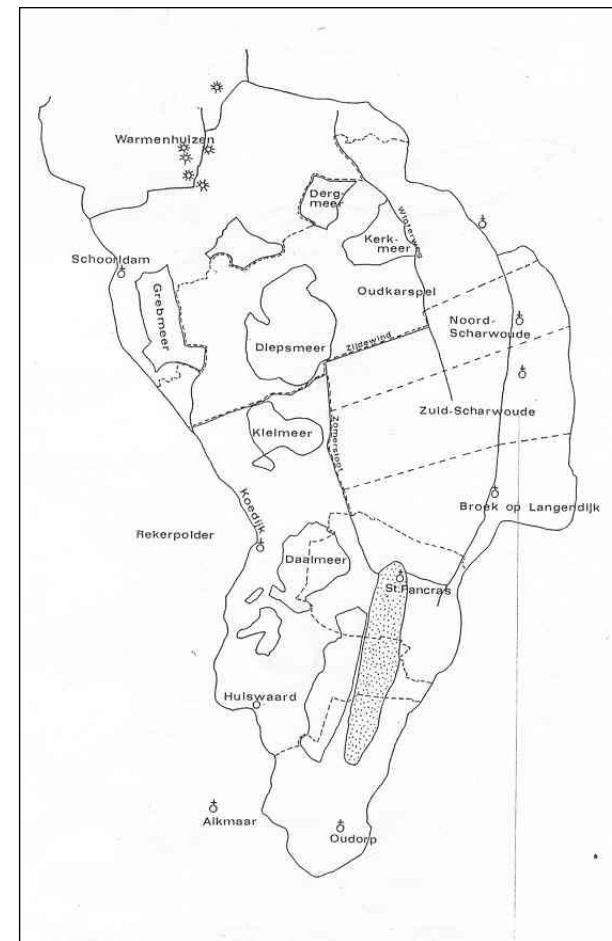 Warmenhuizen
Derg-
meer
Winterweg
Kerk-
meer
Schoorldam
Grebmeer
Oudkarspel
Noord-
Scharwoude
Diepsmeer
Zijdewind
Zuid-Scharwoude
Kleimeer
Zomersloot
Koedijk
Broek op Langendijk
Rekerpolder
Daalmeer
St.Pancras
Huiswaard
Alkmaar
Oudorp